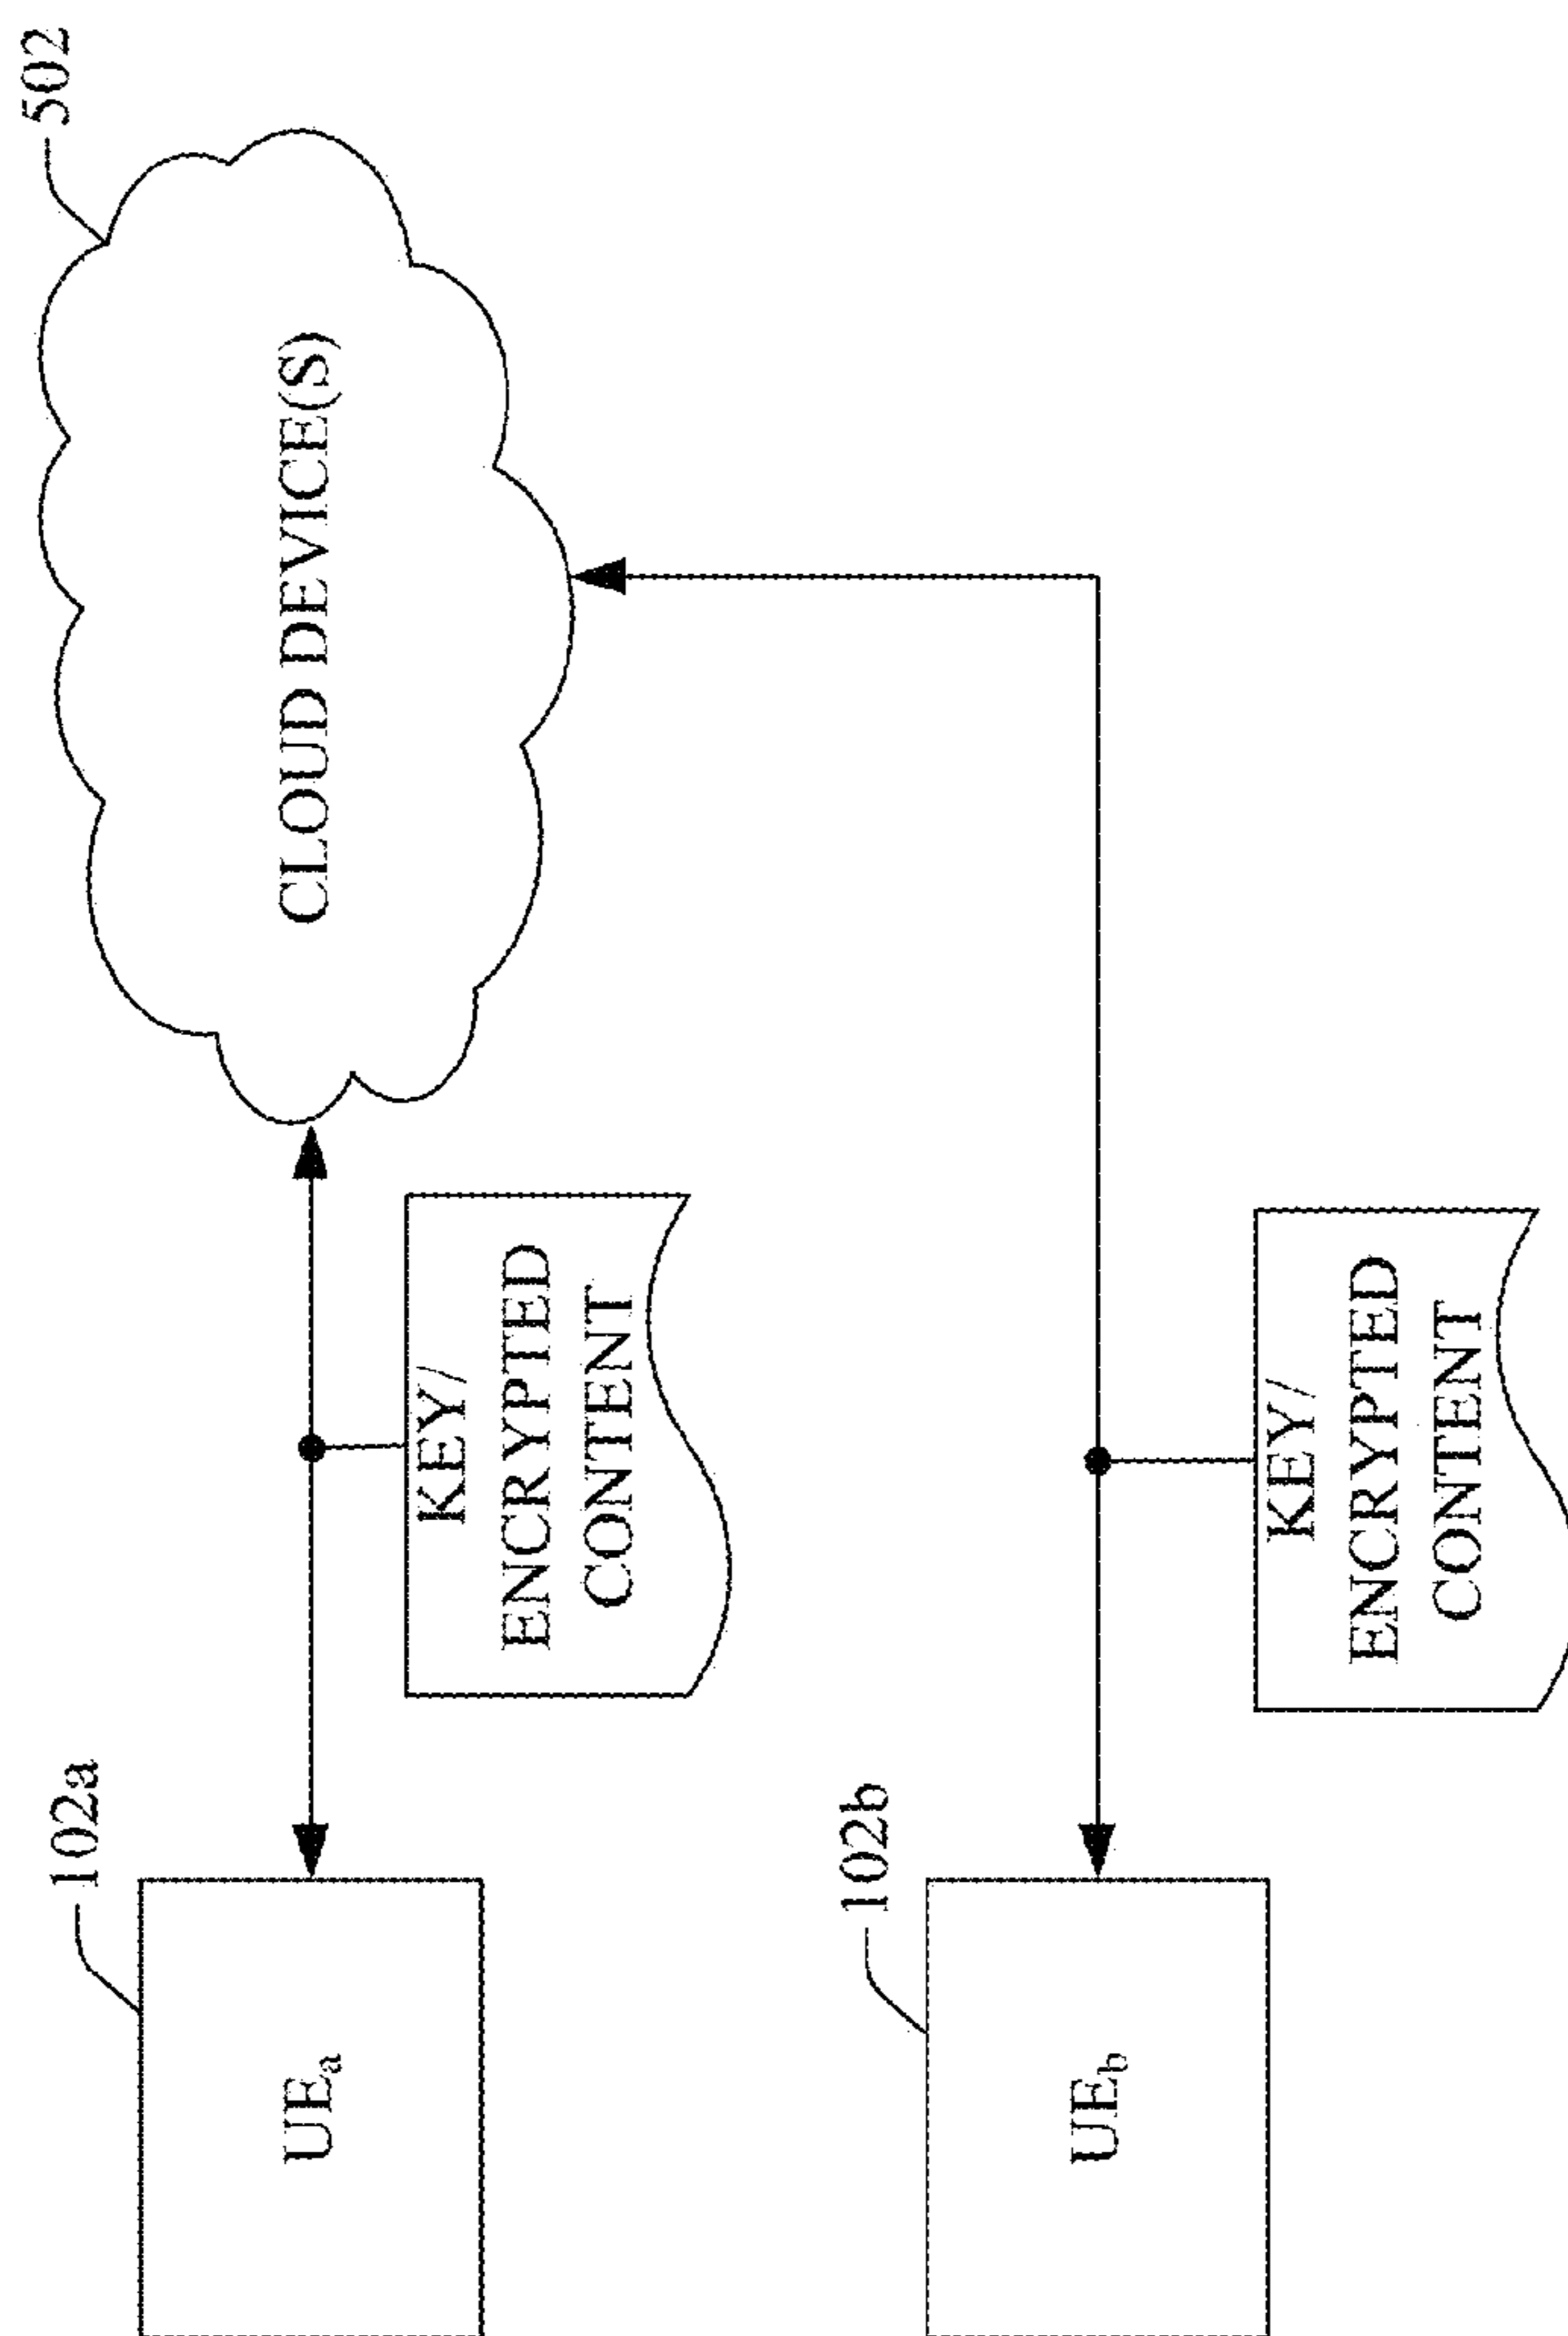 502
CLOUD DEVICE(S)
102a
UEa
KEY/
ENCRYPTED
CONTENT
102b
UEb
KEY/
ENCRYPTED
CONTENT